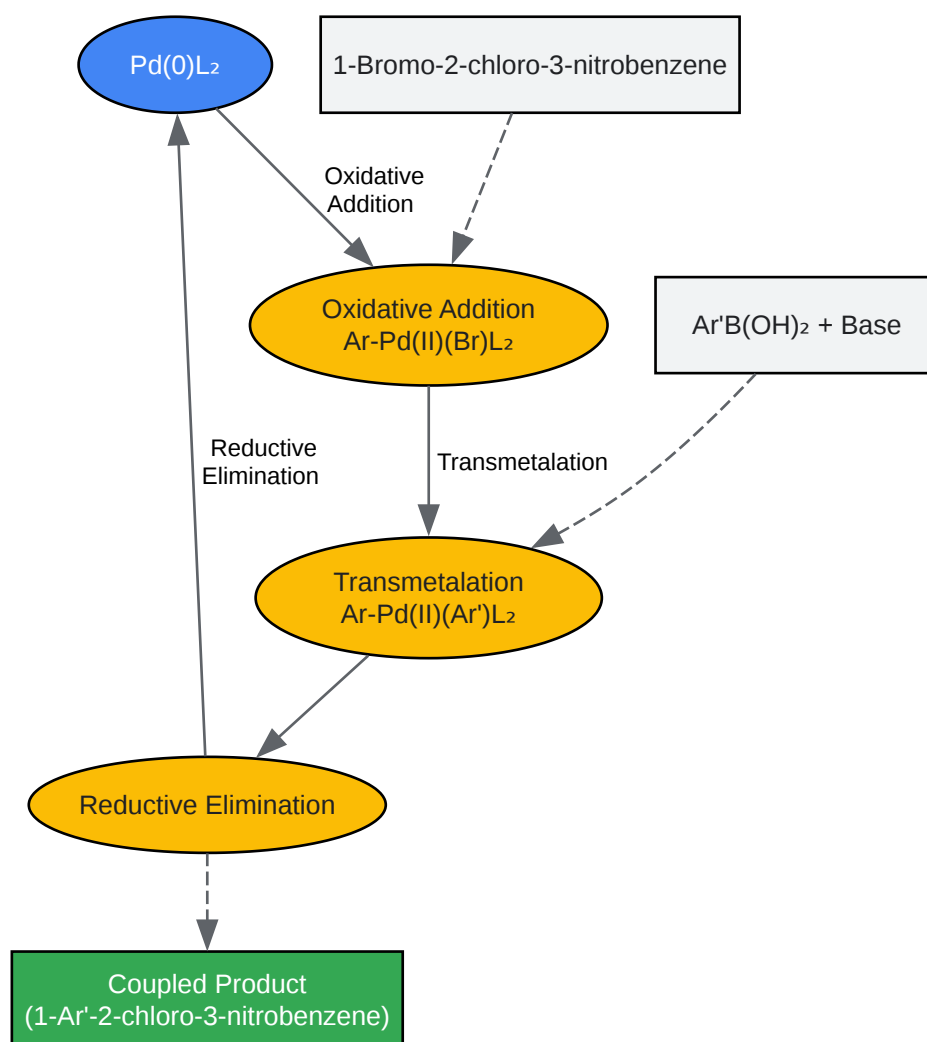 Pd(0)L₂
1-Bromo-2-chloro-3-nitrobenzene
Oxidative
Addition
Oxidative Addition
Ar-Pd(II)(Br)L₂
Ar'B(OH)₂ + Base
Reductive
Elimination
Transmetalation
Transmetalation
Ar-Pd(II)(Ar')L₂
Reductive Elimination
Coupled Product
(1-Ar'-2-chloro-3-nitrobenzene)